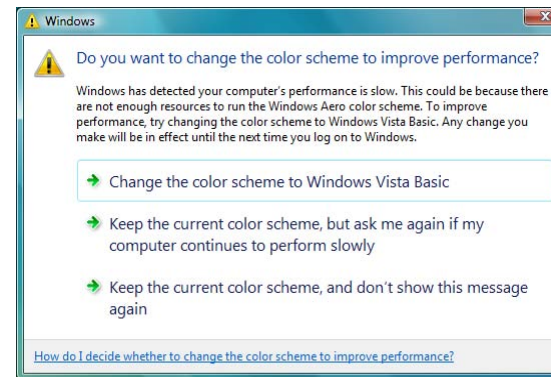 Windows
Do you want to change the color scheme to improve performance?
Windows has detected your computer's performance is slow. This could be because there
are not enough resources to run the Windows Aero color scheme. To improve
performance, try changing the color scheme to Windows Vista Basic. Any change you
make will be in effect until the next time you log on to Windows.
Change the color scheme to Windows Vista Basic
Keep the current color scheme, but ask me again if my
computer continues to perform slowly
Keep the current color scheme, and don't show this message
again
How do I decide whether to change the color scheme to improve performance?